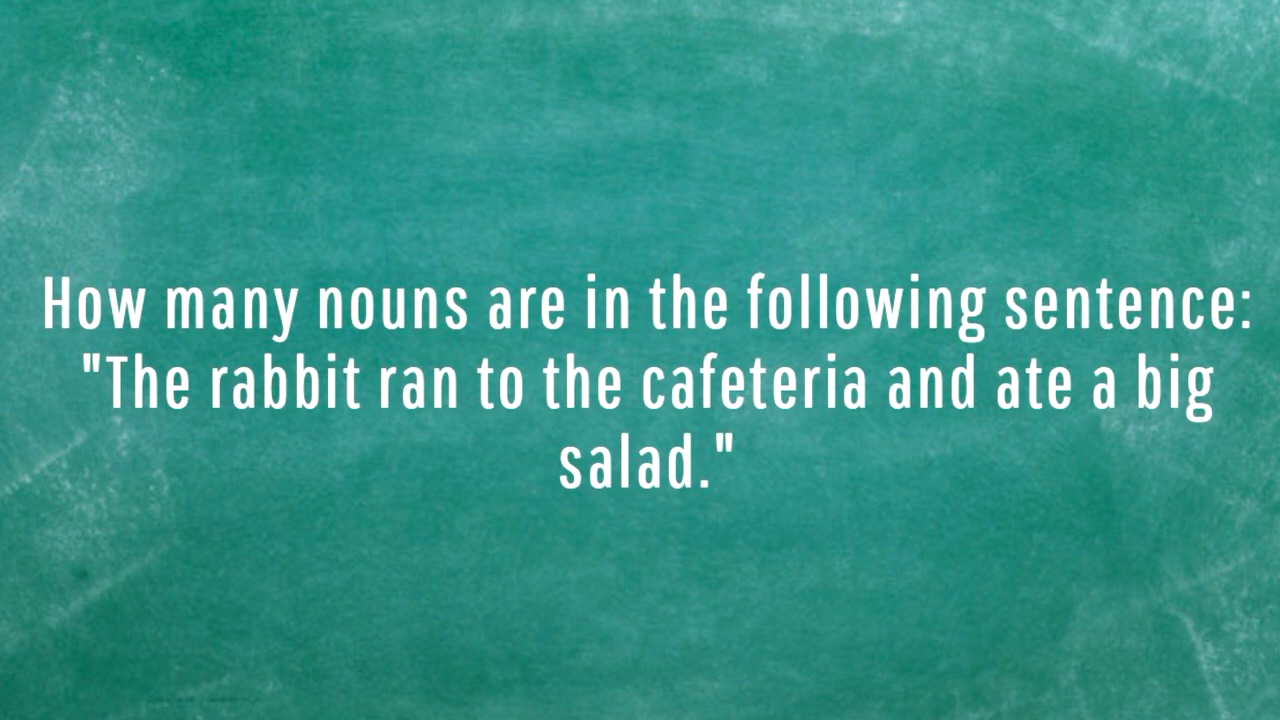 How many nouns are in the following sentence:
"The rabbit ran to the cafeteria and ate a big
salad."